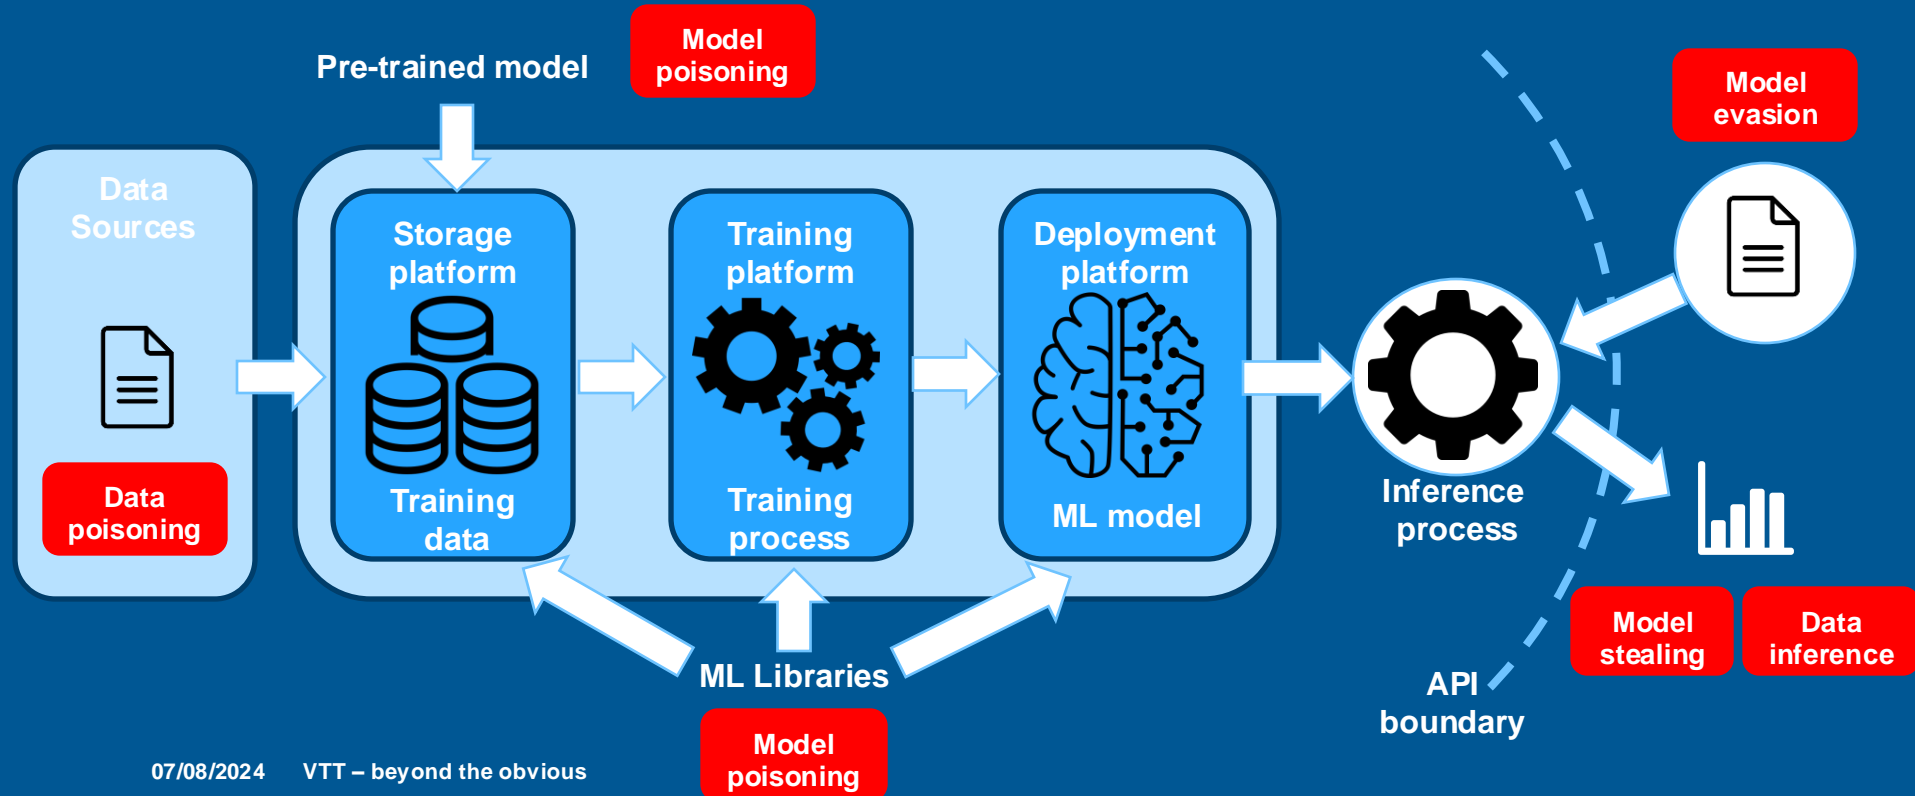 Model
poisoning
Pre-trained model
Model
evasion
Data
Sources
Storage
platform
Training
platform
Deployment
platform
Data
poisoning
Training
data
Training
process
ML model
Inference
process
Model
stealing
Data
inference
ML Libraries
API
boundary
Model
poisoning
07/08/2024 VTT – beyond the obvious